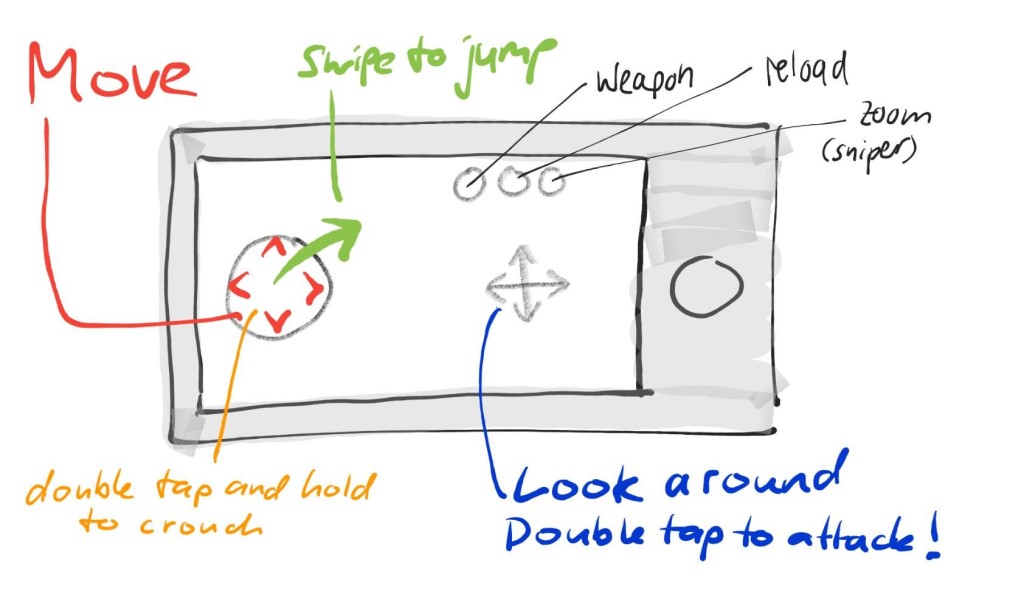 Move
Swipe to jump
weapon
reload
zoom
(sniper)
double tap and hold
to crouch
Look around
Double tap to attack!